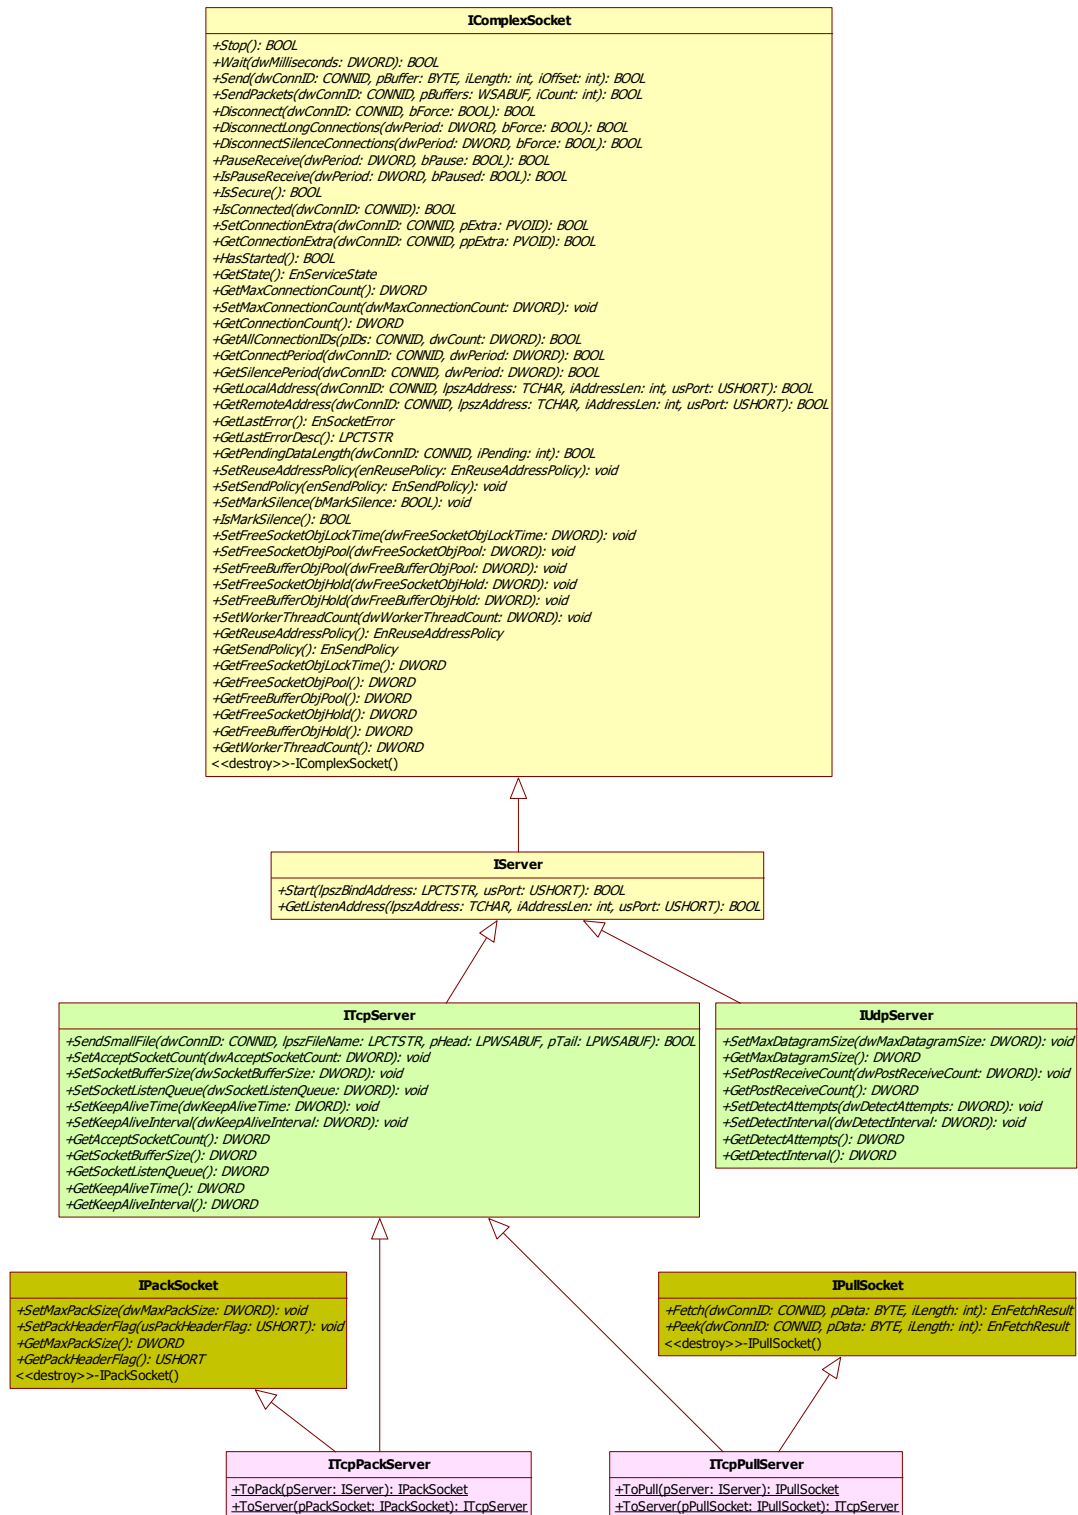 IComplexSocket
+Stop(): BOOL
+Wait(dwMilliseconds: DWORD): BOOL
+Send(dwConnID: CONNID, pBuffer: BYTE, iLength: int, iOffset: int): BOOL
+SendPackets(dwConnID: CONNID, pBuffers: WSABUF, iCount: int): BOOL
+Disconnect(dwConnID: CONNID, bForce: BOOL): BOOL
+DisconnectLongConnections(dwPeriod: DWORD, bForce: BOOL): BOOL
+DisconnectSilenceConnections(dwPeriod: DWORD, bForce: BOOL): BOOL
+PauseReceive(dwPeriod: DWORD, bPause: BOOL): BOOL
+IsPauseReceive(dwPeriod: DWORD, bPaused: BOOL): BOOL
+IsSecure(): BOOL
+IsConnected(dwConnID: CONNID): BOOL
+SetConnectionExtra(dwConnID: CONNID, pExtra: PVOID): BOOL
+GetConnectionExtra(dwConnID: CONNID, ppExtra: PVOID): BOOL
+HasStarted(): BOOL
+GetState(): EnServiceState
+GetMaxConnectionCount(): DWORD
+SetMaxConnectionCount(dwMaxConnectionCount: DWORD): void
+GetConnectionCount(): DWORD
+GetAllConnectionIDs(pIDs: CONNID, dwCount: DWORD): BOOL
+GetConnectPeriod(dwConnID: CONNID, dwPeriod: DWORD): BOOL
+GetSilencePeriod(dwConnID: CONNID, dwPeriod: DWORD): BOOL
+GetLocalAddress(dwConnID: CONNID, lpszAddress: TCHAR, iAddressLen: int, usPort: USHORT): BOOL
+GetRemoteAddress(dwConnID: CONNID, lpszAddress: TCHAR, iAddressLen: int, usPort: USHORT): BOOL
+GetLastError(): EnSocketError
+GetLastErrorDesc(): LPCTSTR
+GetPendingDataLength(dwConnID: CONNID, iPending: int): BOOL
+SetReuseAddressPolicy(enReusePolicy: EnReuseAddressPolicy): void
+SetSendPolicy(enSendPolicy: EnSendPolicy): void
+SetMarkSilence(bMarkSilence: BOOL): void
+IsMarkSilence(): BOOL
+SetFreeSocketObjLockTime(dwFreeSocketObjLockTime: DWORD): void
+SetFreeSocketObjPool(dwFreeSocketObjPool: DWORD): void
+SetFreeBufferObjPool(dwFreeBufferObjPool: DWORD): void
+SetFreeSocketObjHold(dwFreeSocketObjHold: DWORD): void
+SetFreeBufferObjHold(dwFreeBufferObjHold: DWORD): void
+SetWorkerThreadCount(dwWorkerThreadCount: DWORD): void
+GetReuseAddressPolicy(): EnReuseAddressPolicy
+GetSendPolicy(): EnSendPolicy
+GetFreeSocketObjLockTime(): DWORD
+GetFreeSocketObjPool(): DWORD
+GetFreeBufferObjPool(): DWORD
+GetFreeSocketObjHold(): DWORD
+GetFreeBufferObjHold(): DWORD
+GetWorkerThreadCount(): DWORD
<<destroy>>-IComplexSocket()
IServer
+Start(lpszBindAddress: LPCTSTR, usPort: USHORT): BOOL
+GetListenAddress(lpszAddress: TCHAR, iAddressLen: int, usPort: USHORT): BOOL
ITcpServer
+SendSmallFile(dwConnID: CONNID, lpszFileName: LPCTSTR, pHead: LPWSABUF, pTail: LPWSABUF): BOOL
+SetAcceptSocketCount(dwAcceptSocketCount: DWORD): void
+SetSocketBufferSize(dwSocketBufferSize: DWORD): void
+SetSocketListenQueue(dwSocketListenQueue: DWORD): void
+SetKeepAliveTime(dwKeepAliveTime: DWORD): void
+SetKeepAliveInterval(dwKeepAliveInterval: DWORD): void
+GetAcceptSocketCount(): DWORD
+GetSocketBufferSize(): DWORD
+GetSocketListenQueue(): DWORD
+GetKeepAliveTime(): DWORD
+GetKeepAliveInterval(): DWORD
IUdpServer
+SetMaxDatagramSize(dwMaxDatagramSize: DWORD): void
+GetMaxDatagramSize(): DWORD
+SetPostReceiveCount(dwPostReceiveCount: DWORD): void
+GetPostReceiveCount(): DWORD
+SetDetectAttempts(dwDetectAttempts: DWORD): void
+SetDetectInterval(dwDetectInterval: DWORD): void
+GetDetectAttempts(): DWORD
+GetDetectInterval(): DWORD
IPackSocket
+SetMaxPackSize(dwMaxPackSize: DWORD): void
+SetPackHeaderFlag(usPackHeaderFlag: USHORT): void
+GetMaxPackSize(): DWORD
+GetPackHeaderFlag(): USHORT
<<destroy>>-IPackSocket()
IPullSocket
+Fetch(dwConnID: CONNID, pData: BYTE, iLength: int): EnFetchResult
+Peek(dwConnID: CONNID, pData: BYTE, iLength: int): EnFetchResult
<<destroy>>-IPullSocket()
ITcpPackServer
+ToPack(pServer: IServer): IPackSocket
+ToServer(pPackSocket: IPackSocket): ITcpServer
ITcpPullServer
+ToPull(pServer: IServer): IPullSocket
+ToServer(pPullSocket: IPullSocket): ITcpServer